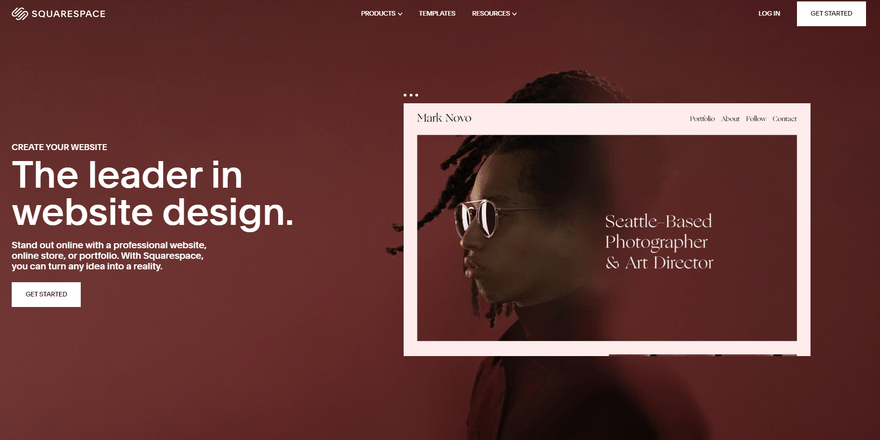 SQUARESPACE
PRODUCTS
TEMPLATES
RESOURCES
LOG IN
GET STARTED
CREATE YOUR WEBSITE
The leader in
website design.
Stand out online with a professional website,
online store, or portfolio. With Squarespace,
you can turn any idea into a reality.
GET STARTED
Mark Novo
Portfolio
About
Follow
Contact
Seattle-Based
Photographer
& Art Director